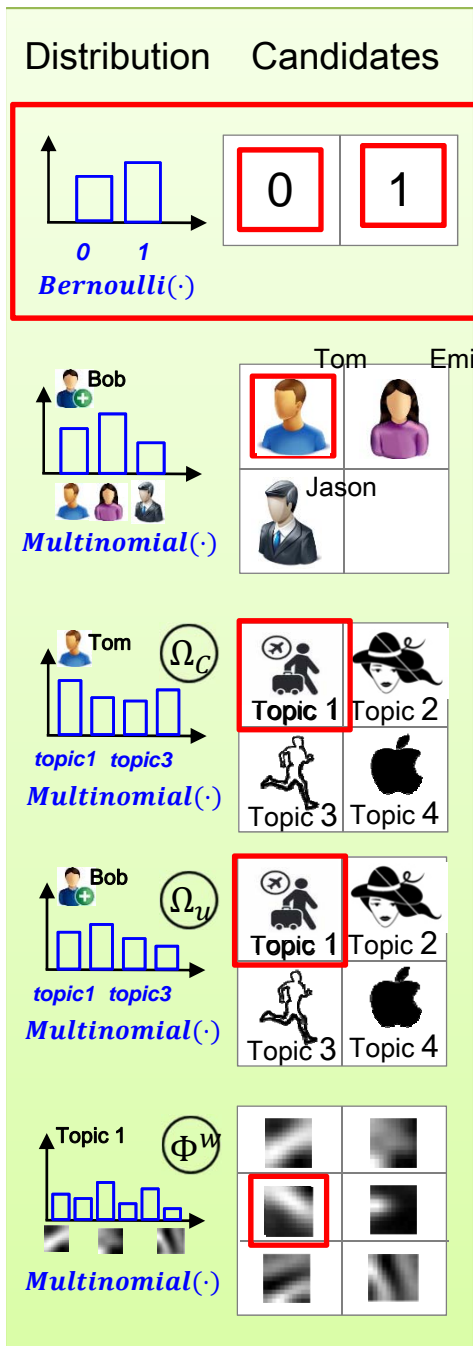 Distribution Candidates
0 1
0 1
Bernoulli(·)
Tom Emi
Bob
Jason
Multinomial(·)
Tom Ω_C
Topic 1 Topic 2
topic1 topic3
Multinomial(·)
Topic 3 Topic 4
Bob Ω_u
Topic 1 Topic 2
topic1 topic3
Multinomial(·)
Topic 3 Topic 4
Topic 1 Φ^w
Multinomial(·)